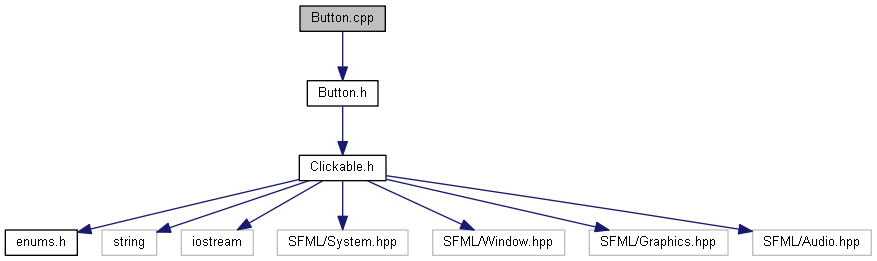 Button.cpp
Button.h
Clickable.h
enums.h
string
iostream
SFML/System.hpp
SFML/Window.hpp
SFML/Graphics.hpp
SFML/Audio.hpp